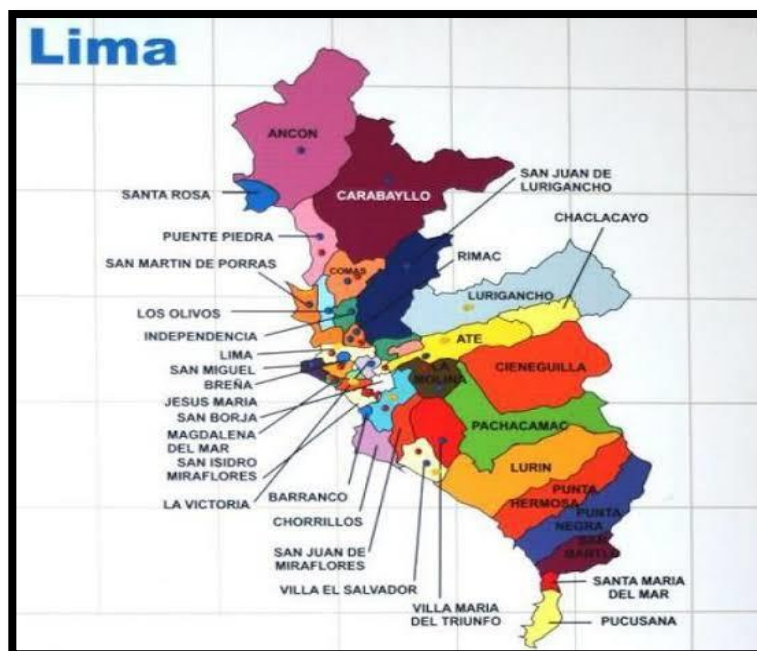 Lima
ANCON
SAN JUAN DE
LURIGANCHO
SANTA ROSA
CARABAYLLO
CHACLACAYO
PUENTE PIEDRA
RIMAC
SAN MARTIN DE PORRAS
COMAS
LURIGANCHO
LOS OLIVOS
INDEPENDENCIA
ATE
LIMA
SAN MIGUEL
LA
MOLINA
CIENEGUILLA
BREÑA
JESUS MARIA
SAN BORJA
MAGDALENA
DEL MAR
PACHACAMAC
SAN ISIDRO
MIRAFLORES
LURIN
LA VICTORIA
BARRANCO
CHORRILLOS
PUNTA
HERMOSA
PUNTA
NEGRA
SAN
BARTLO
SAN JUAN DE
MIRAFLORES
VILLA EL SALVADOR
VILLA MARIA
DEL TRIUNFO
SANTA MARIA
DEL MAR
PUCUSANA